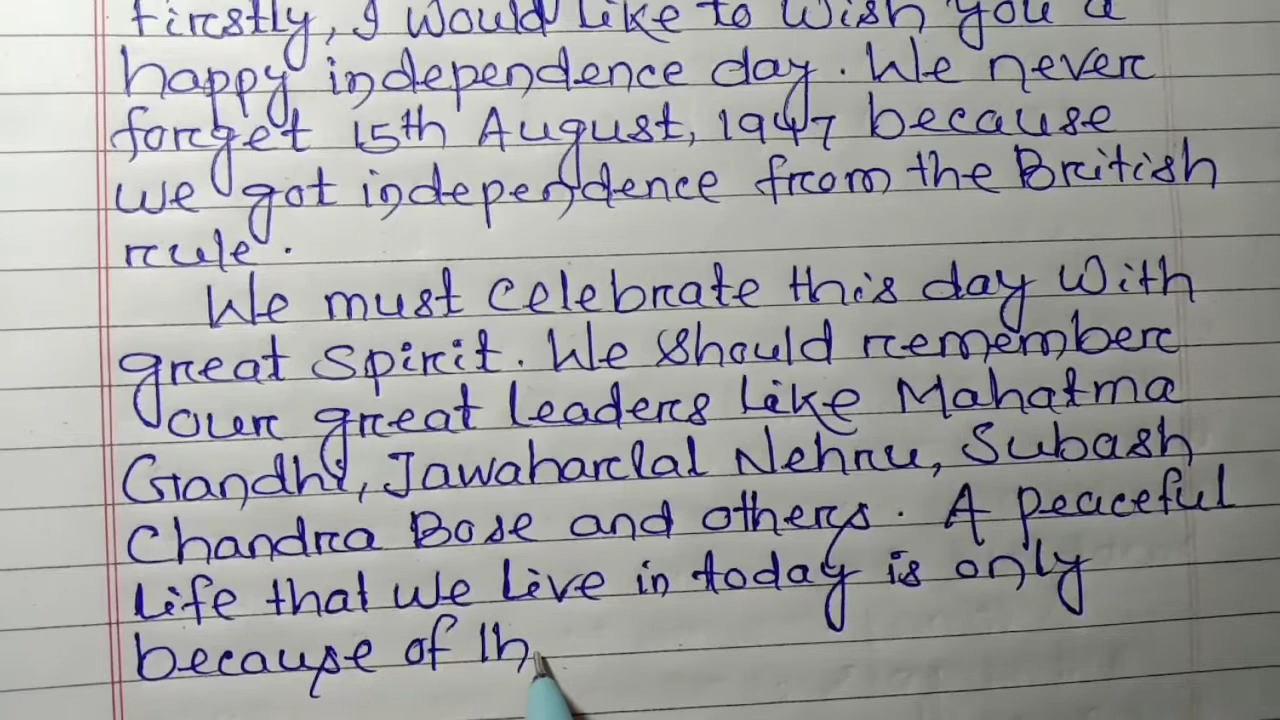 Firstly, I would like to wish you a
happy independence day. We never
forget 15th August, 1947 because
we got independence from the British
rule.
We must celebrate this day with
great spirit. We should remember
our great leaders like Mahatma
Gandhi, Jawaharlal Nehru, Subash
Chandra Bose and others. A peaceful
life that we live in today is only
because of th